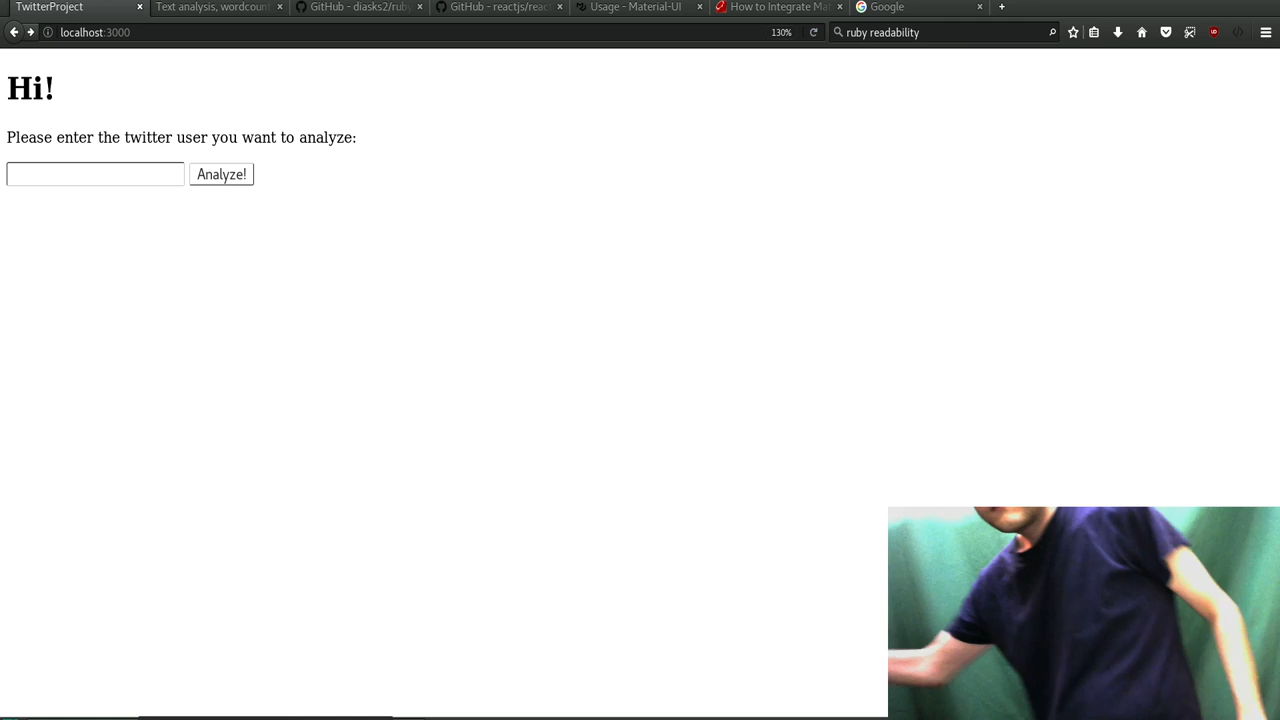 TwitterProject × Text analysis, wordcount × GitHub - diasks2/ruby × GitHub - reactjs/react × Usage - Material-UI × How to Integrate Ma × Google × +
localhost:3000 130% ruby readability
Hi!
Please enter the twitter user you want to analyze:
Analyze!